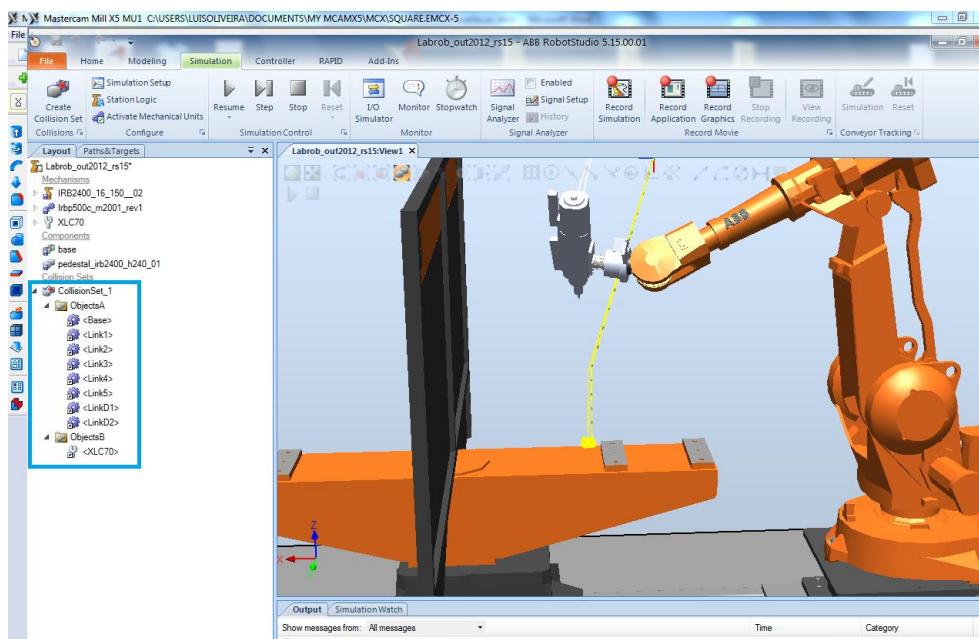 Mastercam Mill X5 MU1 C:\USERS\LUISOLIVEIRA\DOCUMENTS\MY MCAMX5\MCX\SQUARE.EMCX-5
File
Labrob_out2012_rs15 - ABB RobotStudio 5.15.00.01
File Home Modeling Simulation Controller RAPID Add-Ins
Create Collision Set
Simulation Setup
Station Logic
Activate Mechanical Units
Resume Step Stop Reset
I/O Simulator
Monitor Stopwatch
Signal Analyzer
Enabled
Signal Setup
History
Record Simulation
Record Application
Record Graphics
Stop Recording
View Recording
Simulation Reset
Collisions Configure Simulation Control Monitor Signal Analyzer Record Movie Conveyor Tracking
Layout Paths&Targets
Labrob_out2012_rs15:View1
Labrob_out2012_rs15*
Mechanisms
IRB2400_16_150__02
Irbp500c_m2001_rev1
XLC70
Components
base
pedestal_irb2400_h240_01
Collision Sets
CollisionSet_1
ObjectsA
<Base>
<Link1>
<Link2>
<Link3>
<Link4>
<Link5>
<LinkD1>
<LinkD2>
ObjectsB
<XLC70>
ABB
Z
X
Output Simulation Watch
Show messages from: All messages Time Category